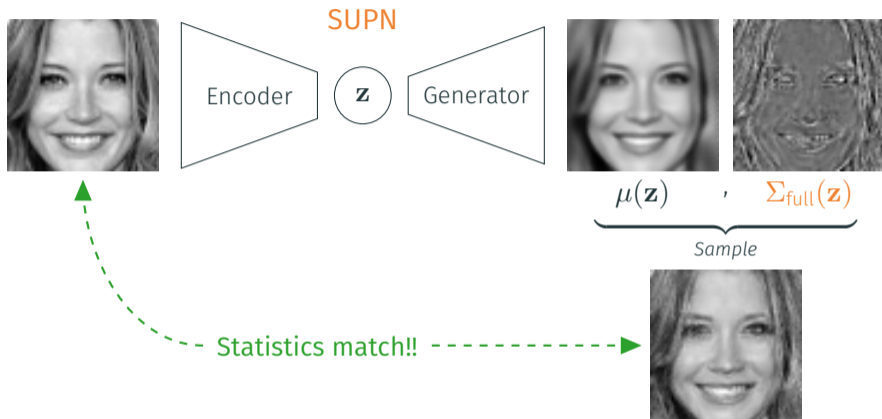 SUPN
Encoder
z
Generator
μ(z) , Σfull(z)
Sample
Statistics match!!